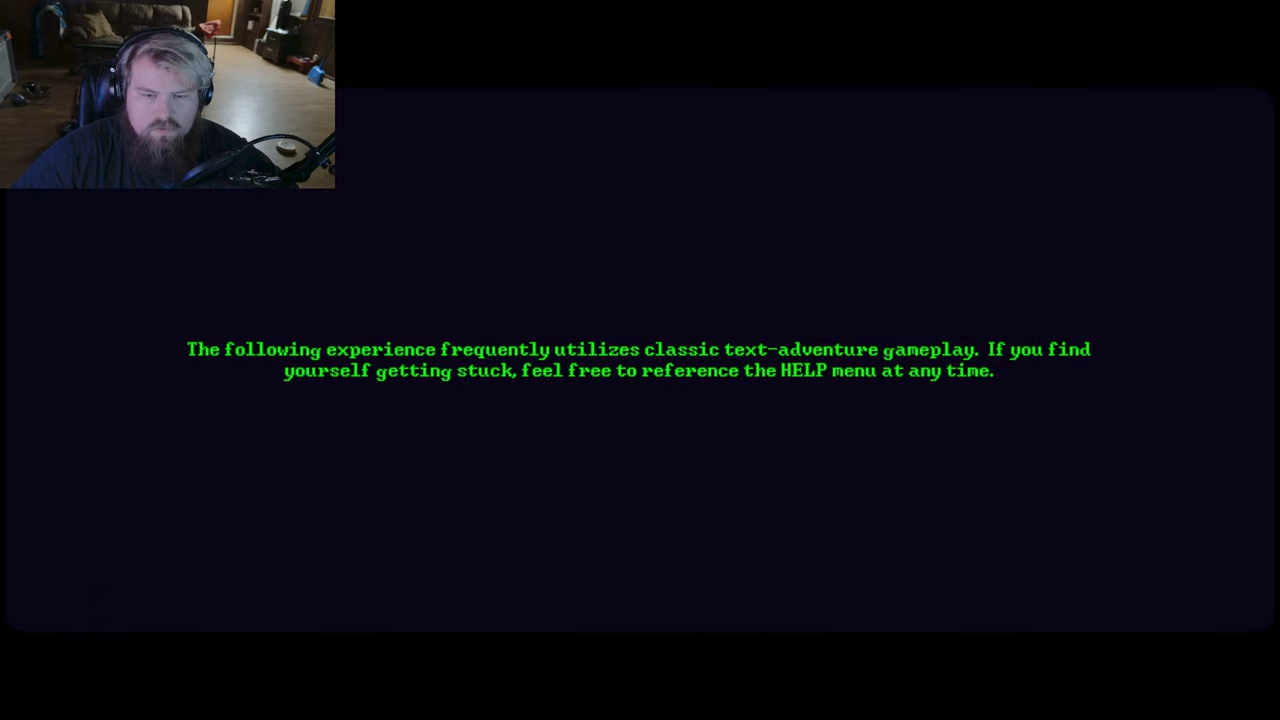 The following experience frequently utilizes classic text-adventure gameplay. If you find
yourself getting stuck, feel free to reference the HELP menu at any time.